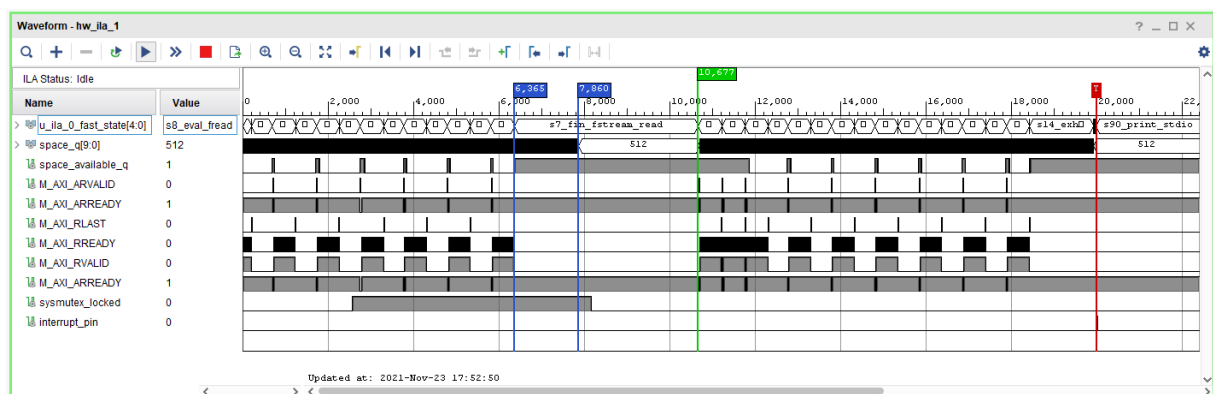 Waveform - hw_ila_1
? _ X
ILA Status: Idle
Name Value
6,365 7,860 10,677 T
0 2,000 4,000 6,000 8,000 10,000 12,000 14,000 16,000 18,000 20,000 22,
u_ila_0_fast_state[4:0] s8_eval_fread s7_fin_fstream_read s14_exh s90_print_stdio
space_q[9:0] 512 512 512
space_available_q 1
M_AXI_ARVALID 0
M_AXI_ARREADY 1
M_AXI_RLAST 0
M_AXI_RREADY 0
M_AXI_RVALID 0
M_AXI_ARREADY 1
sysmutex_locked 0
interrupt_pin 0
Updated at: 2021-Nov-23 17:52:50